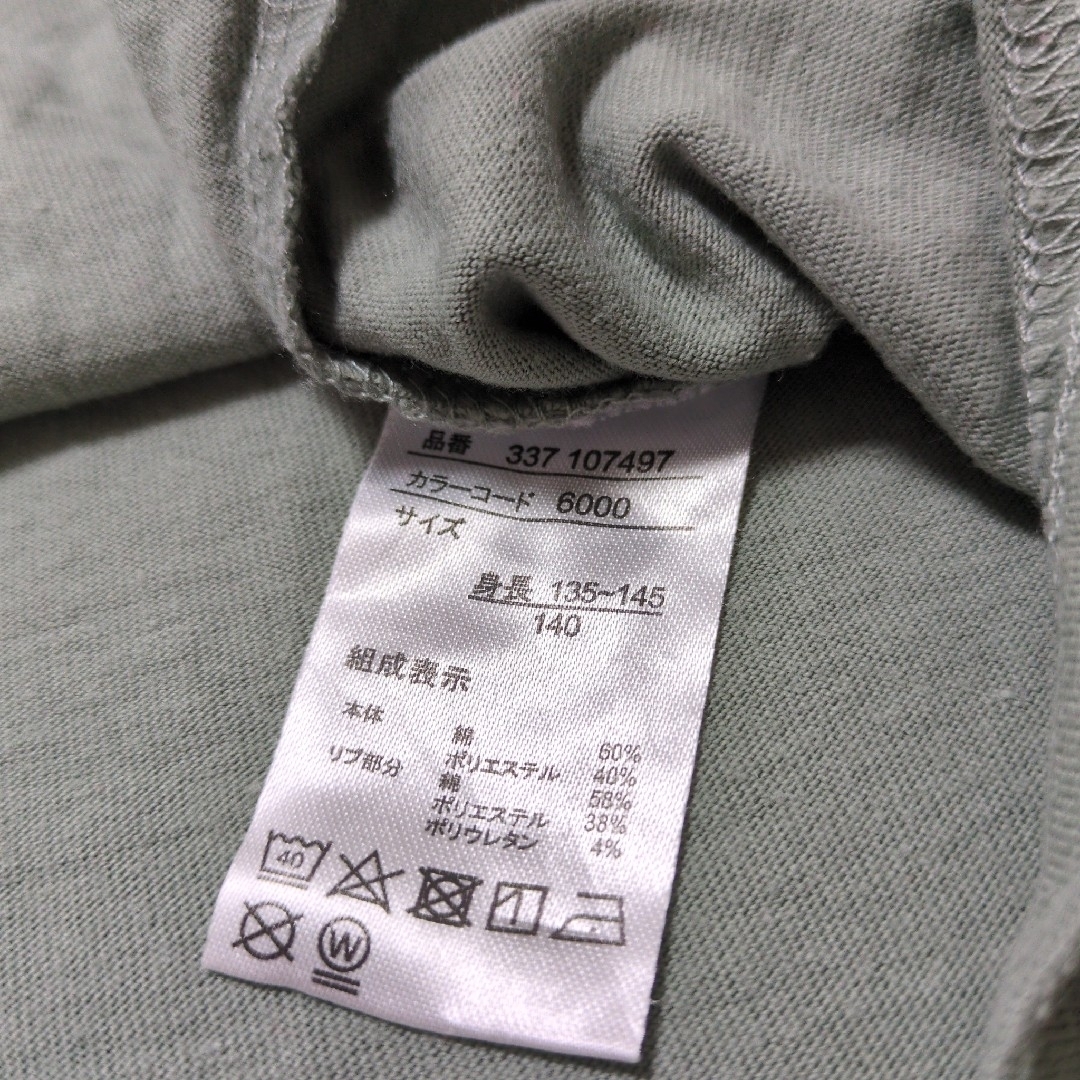 品番 337 107497
カラーコード 6000
サイズ
身長 135~145
140
組成表示
本体 綿 60%
ポリエステル 40%
リブ部分 綿 58%
ポリエステル 38%
ポリウレタン 4%
40
W